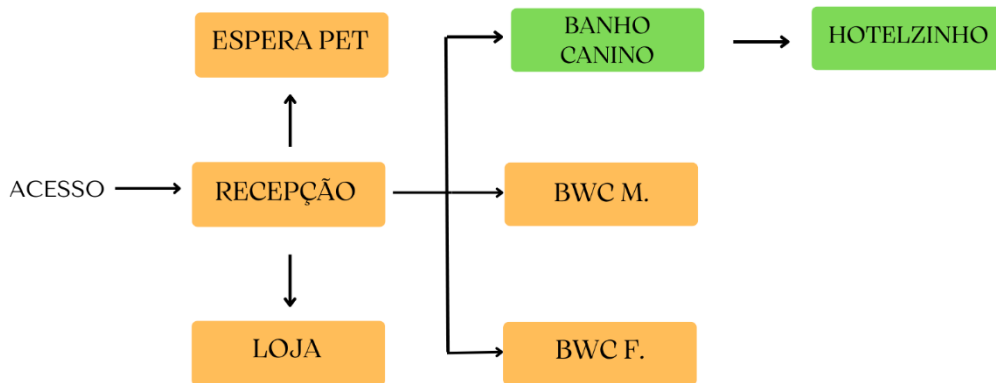 ESPERA PET
BANHO
CANINO
HOTELZINHO
ACESSO
RECEPÇÃO
BWC M.
LOJA
BWC F.